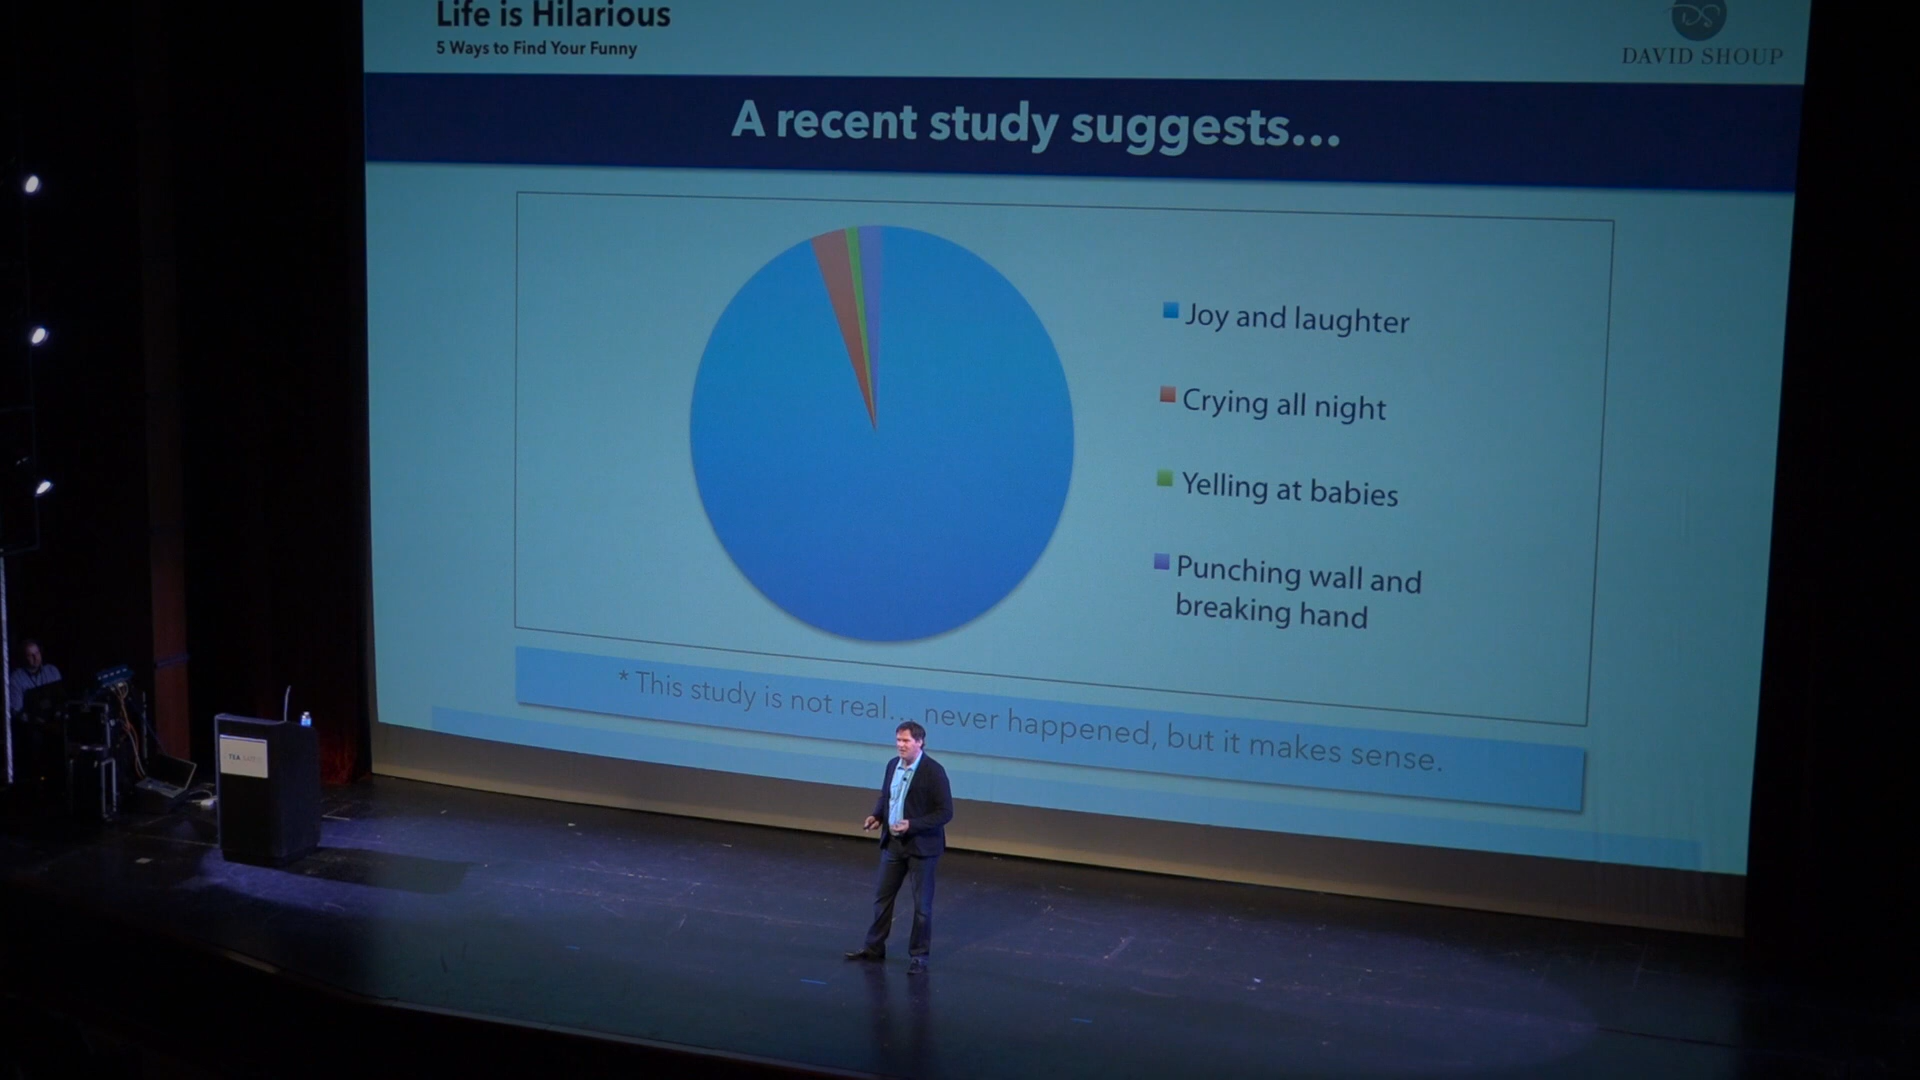 Life is Hilarious
5 Ways to Find Your Funny
DS
DAVID SHOUP
A recent study suggests...
Joy and laughter
Crying all night
Yelling at babies
Punching wall and
breaking hand
* This study is not real... never happened, but it makes sense.